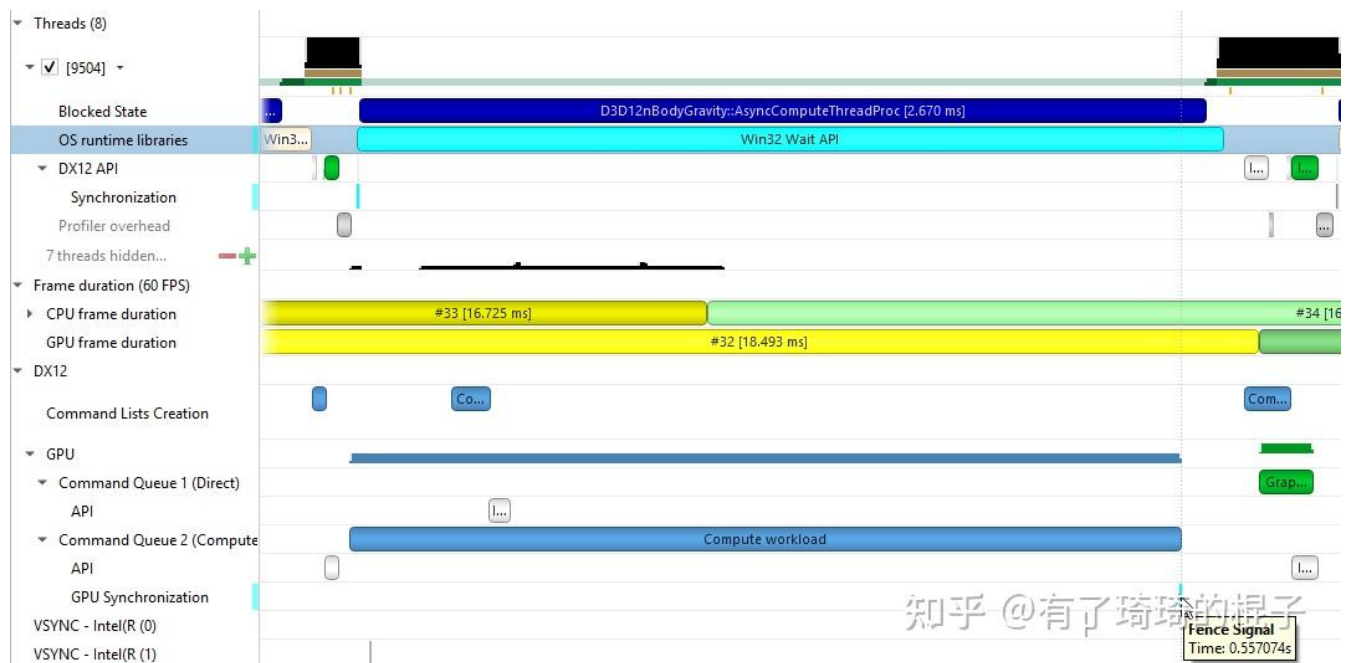 Threads (8)
[9504]
Blocked State
... D3D12nBodyGravity::AsyncComputeThreadProc [2.670 ms]
OS runtime libraries
Win3... Win32 Wait API
DX12 API
I... I...
Synchronization
Profiler overhead
...
7 threads hidden...
Frame duration (60 FPS)
CPU frame duration
#33 [16.725 ms] #34 [16
GPU frame duration
#32 [18.493 ms]
DX12
Command Lists Creation
Co... Com...
GPU
Command Queue 1 (Direct)
Grap...
API
I...
Command Queue 2 (Compute
Compute workload
API
I...
GPU Synchronization
VSYNC - Intel(R (0)
VSYNC - Intel(R (1)
知乎 @有了琦琦的棍子
Fence Signal
Time: 0.557074s